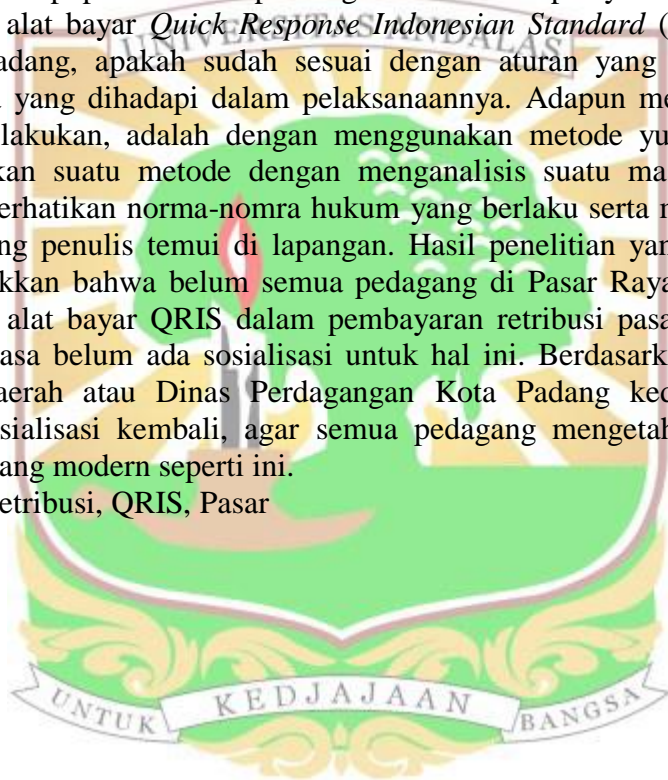 alat bayar Quick Response Indonesian Standard (
UNIVERSITAS ANDALAS
adang, apakah sudah sesuai dengan aturan yang
yang dihadapi dalam pelaksanaannya. Adapun me
lakukan, adalah dengan menggunakan metode yu
kan suatu metode dengan menganalisis suatu ma
erhatikan norma-nomra hukum yang berlaku serta
ng penulis temui di lapangan. Hasil penelitian yan
kkan bahwa belum semua pedagang di Pasar Raya
alat bayar QRIS dalam pembayaran retribusi pasa
asa belum ada sosialisasi untuk hal ini. Berdasark
aerah atau Dinas Perdagangan Kota Padang ked
sialisasi kembali, agar semua pedagang mengetah
ang modern seperti ini.
etribusi, QRIS, Pasar
UNTUK KEDJAJAAN BANGSA